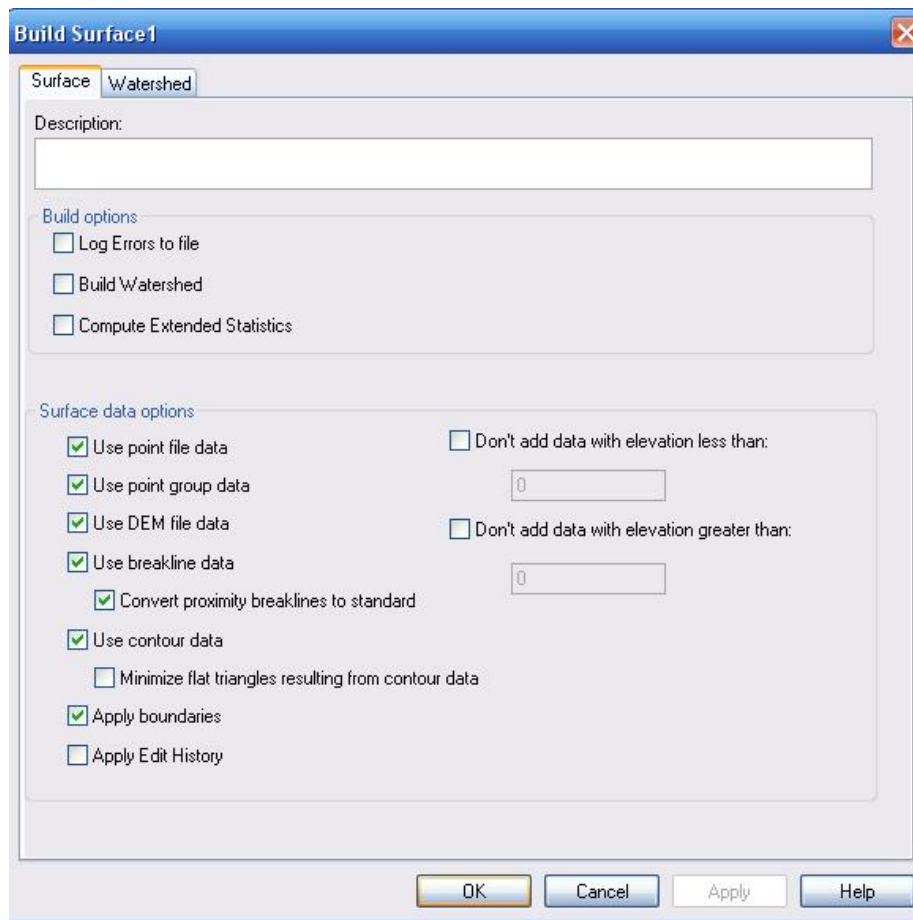 Build Surface1
Surface
Watershed
Description:
Build options
Log Errors to file
Build Watershed
Compute Extended Statistics
Surface data options
Use point file data
Use point group data
Use DEM file data
Use breakline data
Convert proximity breaklines to standard
Use contour data
Minimize flat triangles resulting from contour data
Apply boundaries
Apply Edit History
Don't add data with elevation less than:
0
Don't add data with elevation greater than:
0
OK
Cancel
Apply
Help